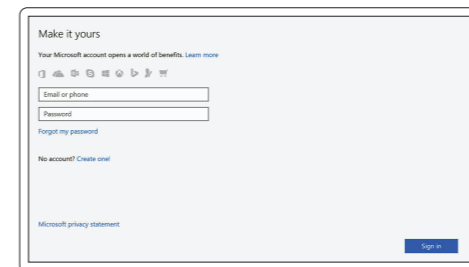 Make it yours
Your Microsoft account opens a world of benefits. Learn more
Email or phone
Password
Forgot my password
No account? Create one!
Microsoft privacy statement
Sign in